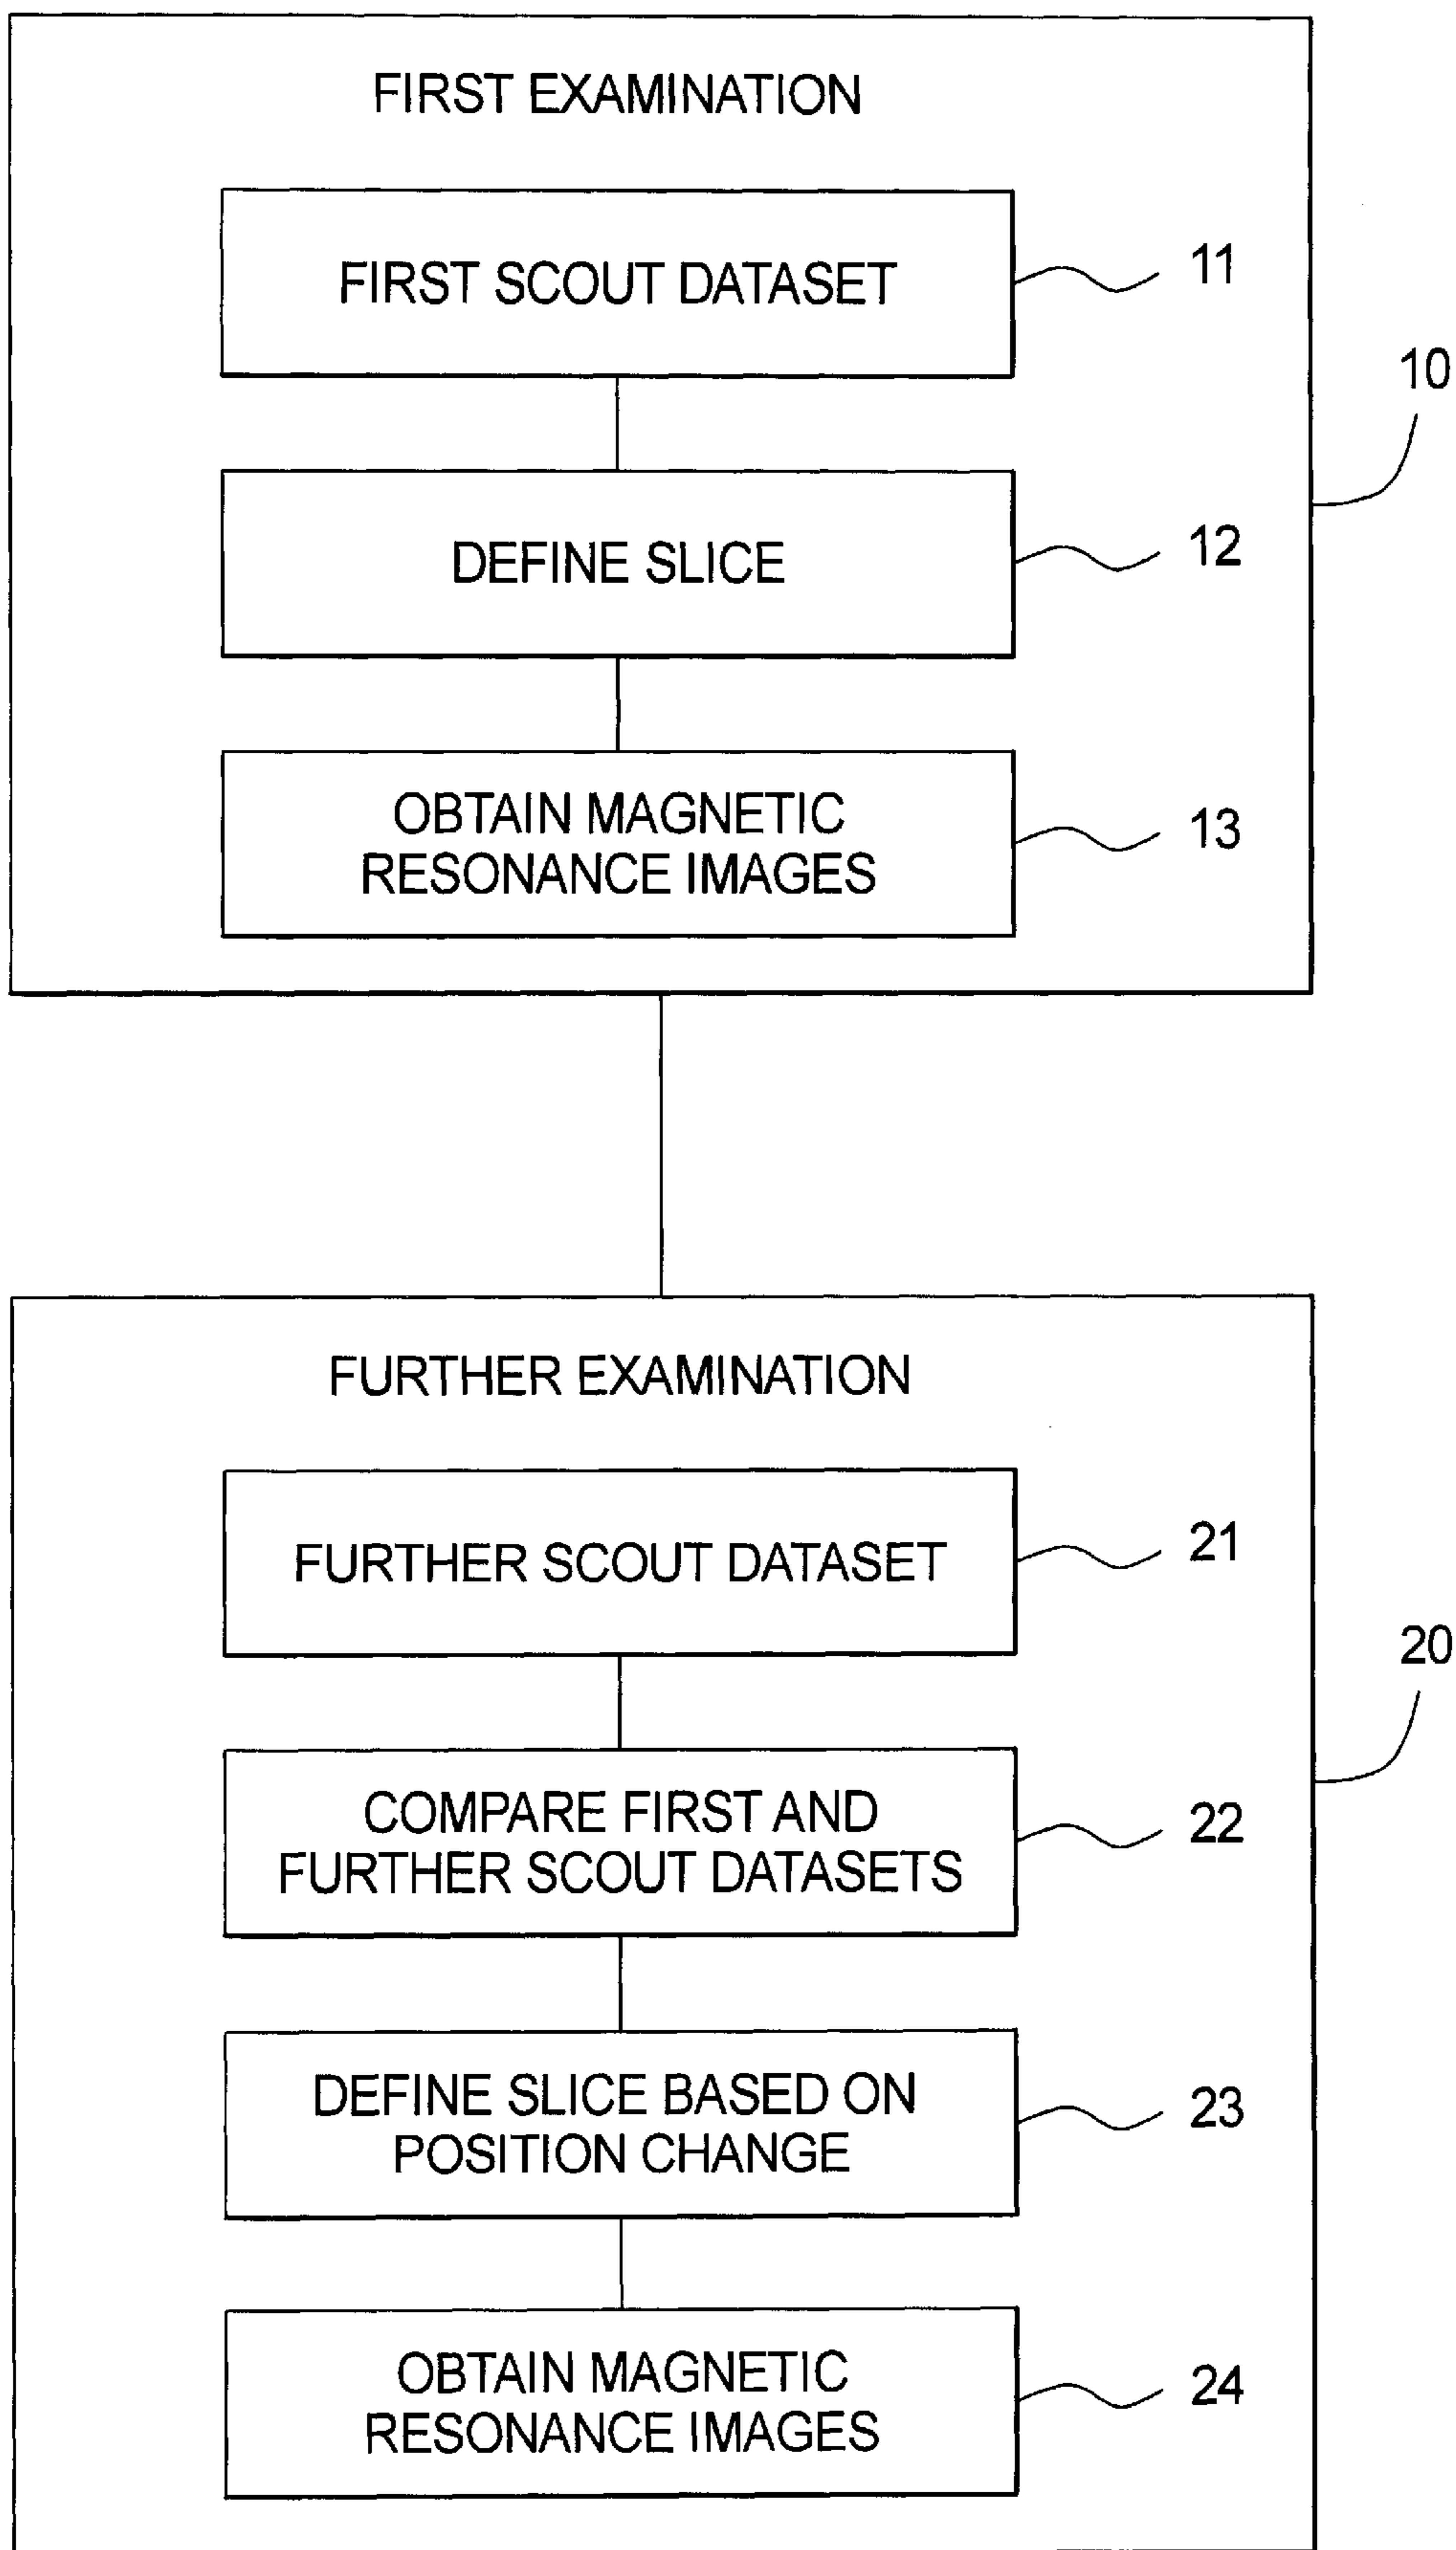 FIRST EXAMINATION
FIRST SCOUT DATASET
11
10
DEFINE SLICE
12
OBTAIN MAGNETIC
RESONANCE IMAGES
13
FURTHER EXAMINATION
FURTHER SCOUT DATASET
21
20
COMPARE FIRST AND
FURTHER SCOUT DATASETS
22
DEFINE SLICE BASED ON
POSITION CHANGE
23
OBTAIN MAGNETIC
RESONANCE IMAGES
24